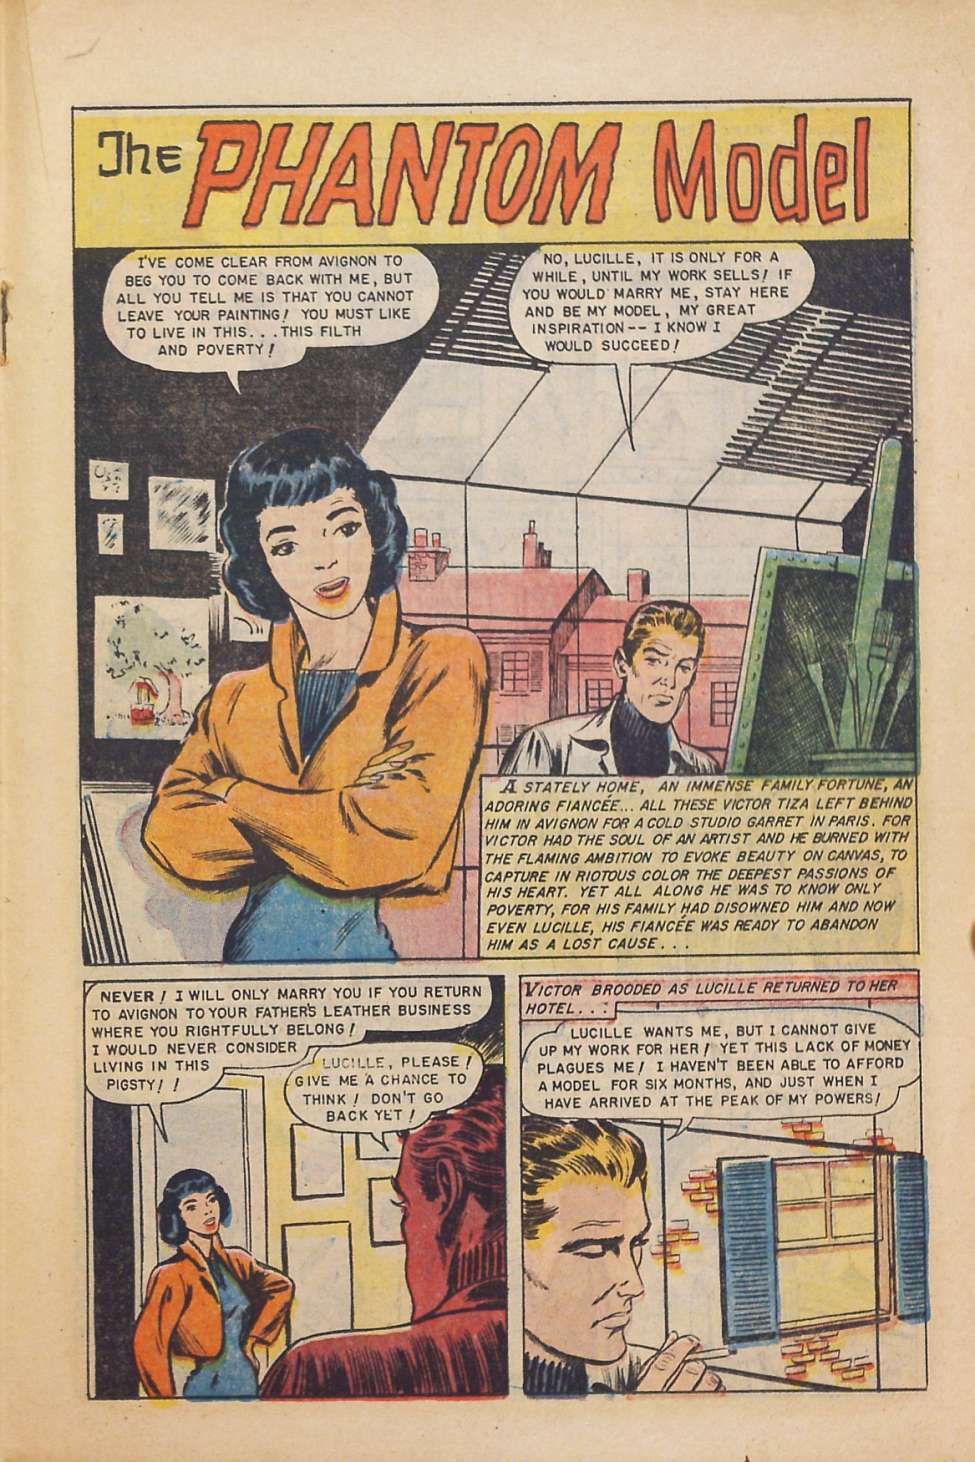 The PHANTOM Model
I'VE COME CLEAR FROM AVIGNON TO
BEG YOU TO COME BACK WITH ME, BUT
ALL YOU TELL ME IS THAT YOU CANNOT
LEAVE YOUR PAINTING! YOU MUST LIKE
TO LIVE IN THIS...THIS FILTH
AND POVERTY!
NO, LUCILLE, IT IS ONLY FOR A
WHILE, UNTIL MY WORK SELLS! IF
YOU WOULD MARRY ME, STAY HERE
AND BE MY MODEL, MY GREAT
INSPIRATION-- I KNOW I
WOULD SUCCEED!
A STATELY HOME, AN IMMENSE FAMILY FORTUNE, AN
ADORING FIANCÉE... ALL THESE VICTOR TIZA LEFT BEHIND
HIM IN AVIGNON FOR A COLD STUDIO GARRET IN PARIS. FOR
VICTOR HAD THE SOUL OF AN ARTIST AND HE BURNED WITH
THE FLAMING AMBITION TO EVOKE BEAUTY ON CANVAS, TO
CAPTURE IN RIOTOUS COLOR THE DEEPEST PASSIONS OF
HIS HEART. YET ALL ALONG HE WAS TO KNOW ONLY
POVERTY, FOR HIS FAMILY HAD DISOWNED HIM AND NOW
EVEN LUCILLE, HIS FIANCÉE WAS READY TO ABANDON
HIM AS A LOST CAUSE...
NEVER! I WILL ONLY MARRY YOU IF YOU RETURN
TO AVIGNON TO YOUR FATHER'S LEATHER BUSINESS
WHERE YOU RIGHTFULLY BELONG!
I WOULD NEVER CONSIDER
LIVING IN THIS
PIGSTY!!
LUCILLE, PLEASE!
GIVE ME A CHANCE TO
THINK! DON'T GO
BACK YET!
VICTOR BROODED AS LUCILLE RETURNED TO HER
HOTEL...:
LUCILLE WANTS ME, BUT I CANNOT GIVE
UP MY WORK FOR HER! YET THIS LACK OF MONEY
PLAGUES ME! I HAVEN'T BEEN ABLE TO AFFORD
A MODEL FOR SIX MONTHS, AND JUST WHEN I
HAVE ARRIVED AT THE PEAK OF MY POWERS!